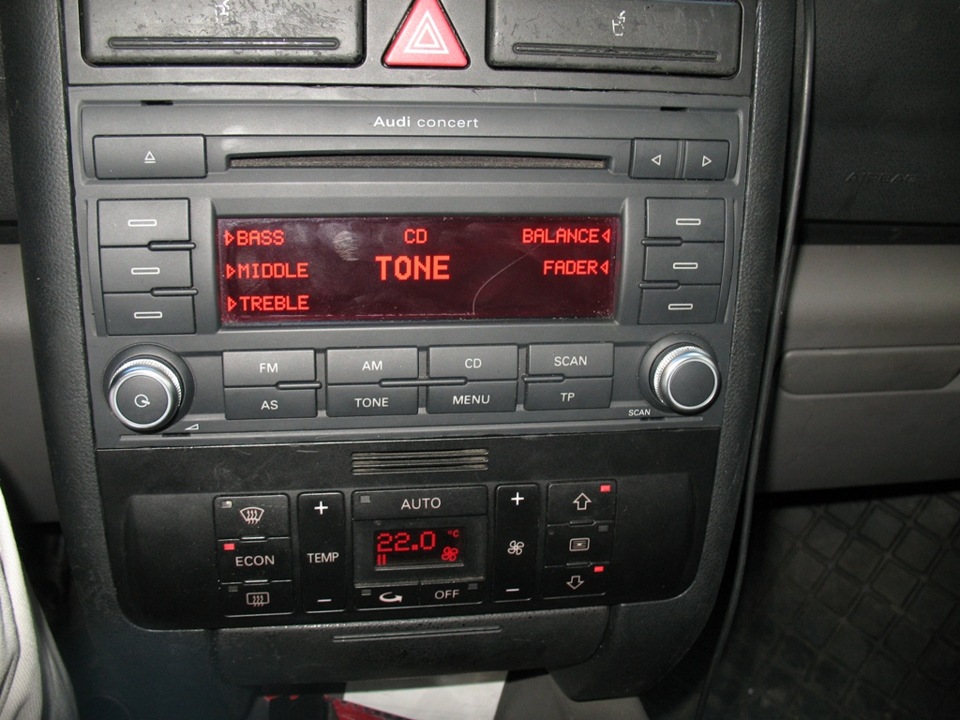 Audi concert
BASS CD BALANCE
MIDDLE TONE FADER
TREBLE
FM AM CD SCAN
AS TONE MENU TP
SCAN
AUTO
+ +
22.0 °C
ECON TEMP
OFF
- -
AIRBAG